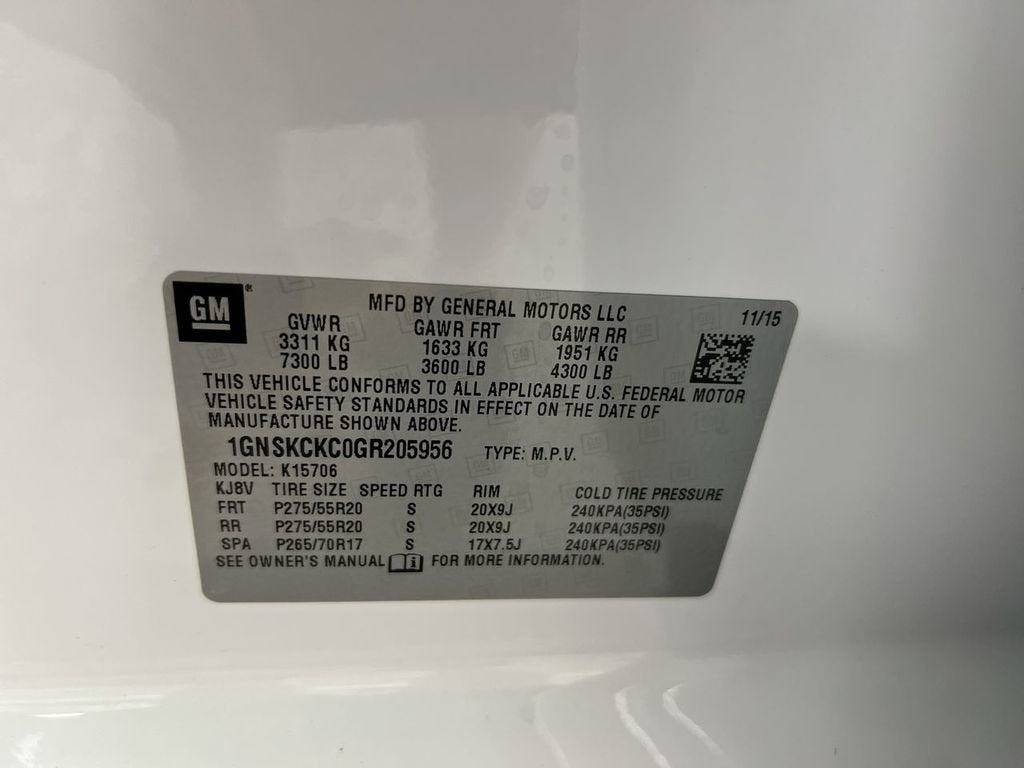 GM ®
MFD BY GENERAL MOTORS LLC 11/15
GVWR GAWR FRT GAWR RR
3311 KG 1633 KG 1951 KG
7300 LB 3600 LB 4300 LB
THIS VEHICLE CONFORMS TO ALL APPLICABLE U.S. FEDERAL MOTOR
VEHICLE SAFETY STANDARDS IN EFFECT ON THE DATE OF
MANUFACTURE SHOWN ABOVE.
1GNSKCKC0GR205956 TYPE: M.P.V.
MODEL: K15706
KJ8V TIRE SIZE SPEED RTG RIM COLD TIRE PRESSURE
FRT P275/55R20 S 20X9J 240KPA(35PSI)
RR P275/55R20 S 20X9J 240KPA(35PSI)
SPA P265/70R17 S 17X7.5J 240KPA(35PSI)
SEE OWNER'S MANUAL i FOR MORE INFORMATION.